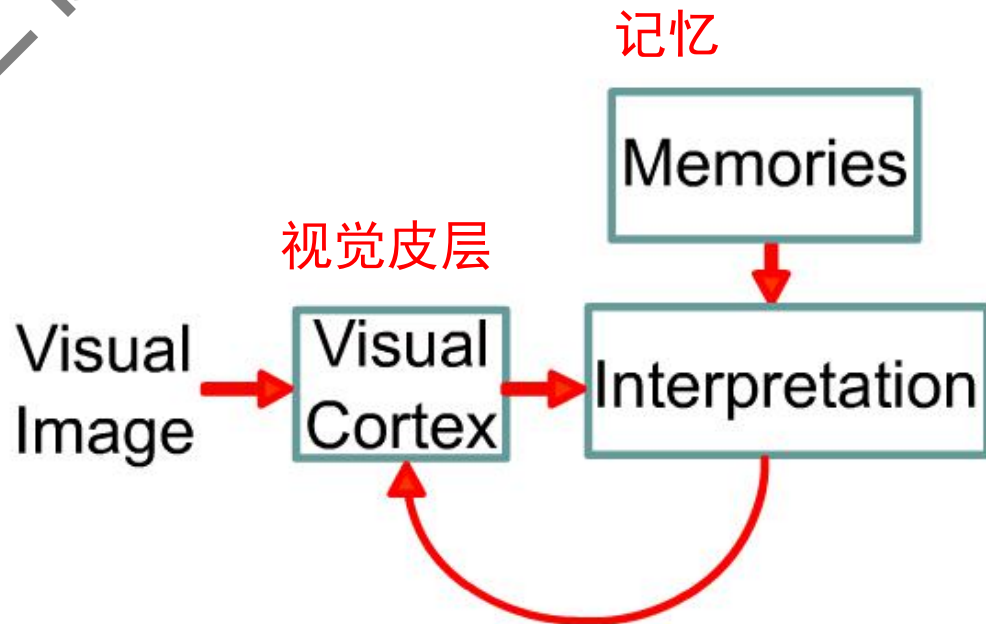 记忆
Memories
视觉皮层
Visual
Image
Visual
Cortex
Interpretation